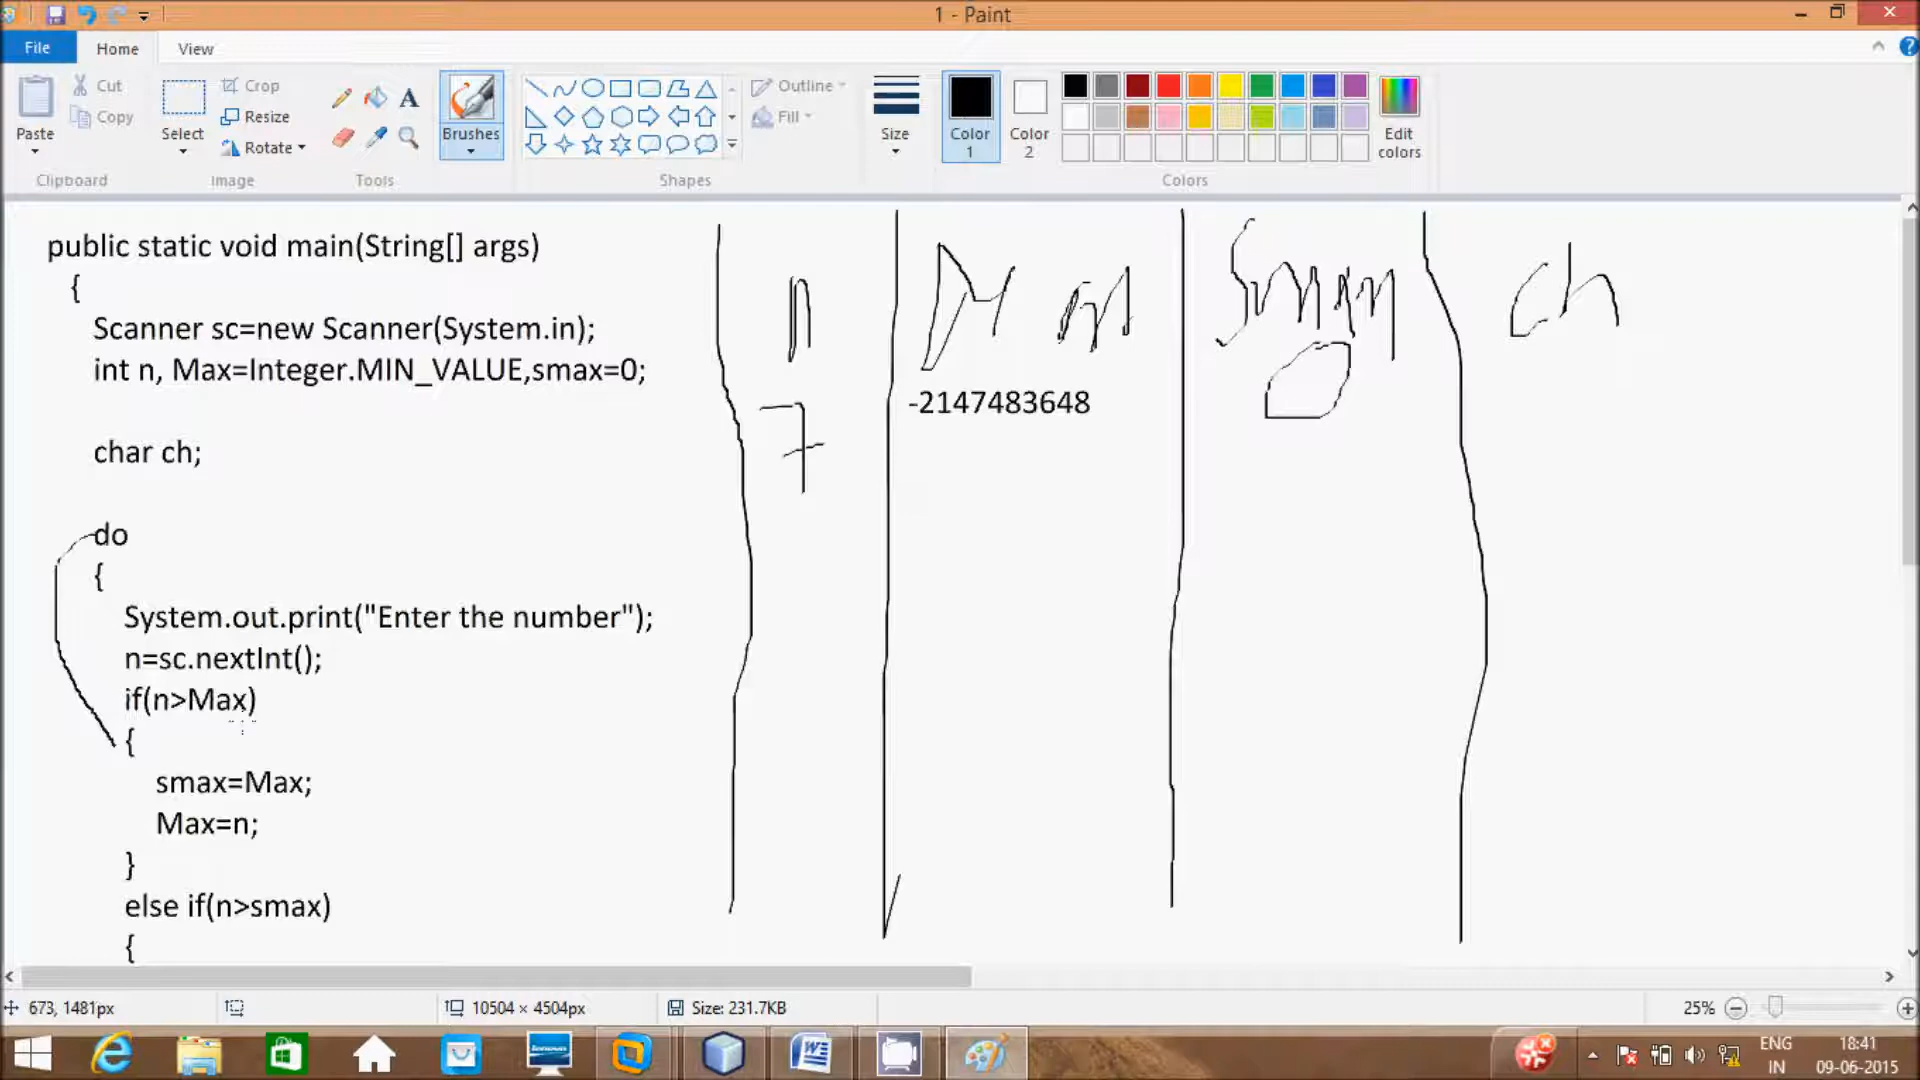 1 - Paint
File Home View
Cut
Copy
Paste
Clipboard
Crop
Resize
Rotate
Select
Image
Tools
Brushes
Shapes
Outline
Fill
Size
Color 1
Color 2
Edit colors
Colors
public static void main(String[] args)
{
Scanner sc=new Scanner(System.in);
int n, Max=Integer.MIN_VALUE,smax=0;
char ch;
do
{
System.out.print("Enter the number");
n=sc.nextInt();
if(n>Max)
{
smax=Max;
Max=n;
}
else if(n>smax)
{
n ch
7 -2147483648 0
673, 1481px 10504 × 4504px Size: 231.7KB 25%
ENG 18:41
IN 09-06-2015